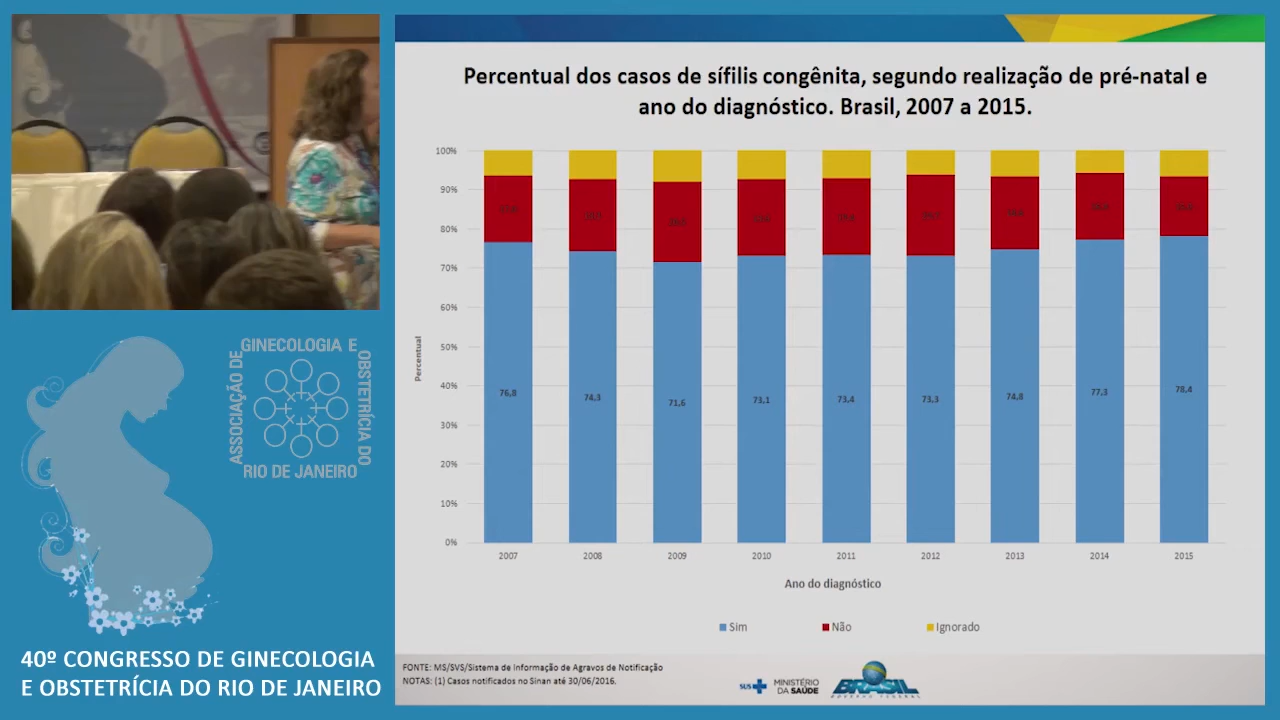 Percentual dos casos de sífilis congênita, segundo realização de pré-natal e
ano do diagnóstico. Brasil, 2007 a 2015.
100%
90%
80%
70%
60%
50%
40%
30%
20%
10%
0%
Percentual
76,8
74,3
71,6
73,1
73,4
73,3
74,8
77,3
78,4
2007
2008
2009
2010
2011
2012
2013
2014
2015
Ano do diagnóstico
Sim
Não
Ignorado
FONTE: MS/SVS/Sistema de Informação de Agravos de Notificação
NOTAS: (1) Casos notificados no Sinan até 30/06/2016.
SUS
MINISTÉRIO
DA SAÚDE
BRASIL
GOVERNO FEDERAL
ASSOCIAÇÃO DE
GINECOLOGIA E
OBSTETRÍCIA DO
RIO DE JANEIRO
40º CONGRESSO DE GINECOLOGIA
E OBSTETRÍCIA DO RIO DE JANEIRO